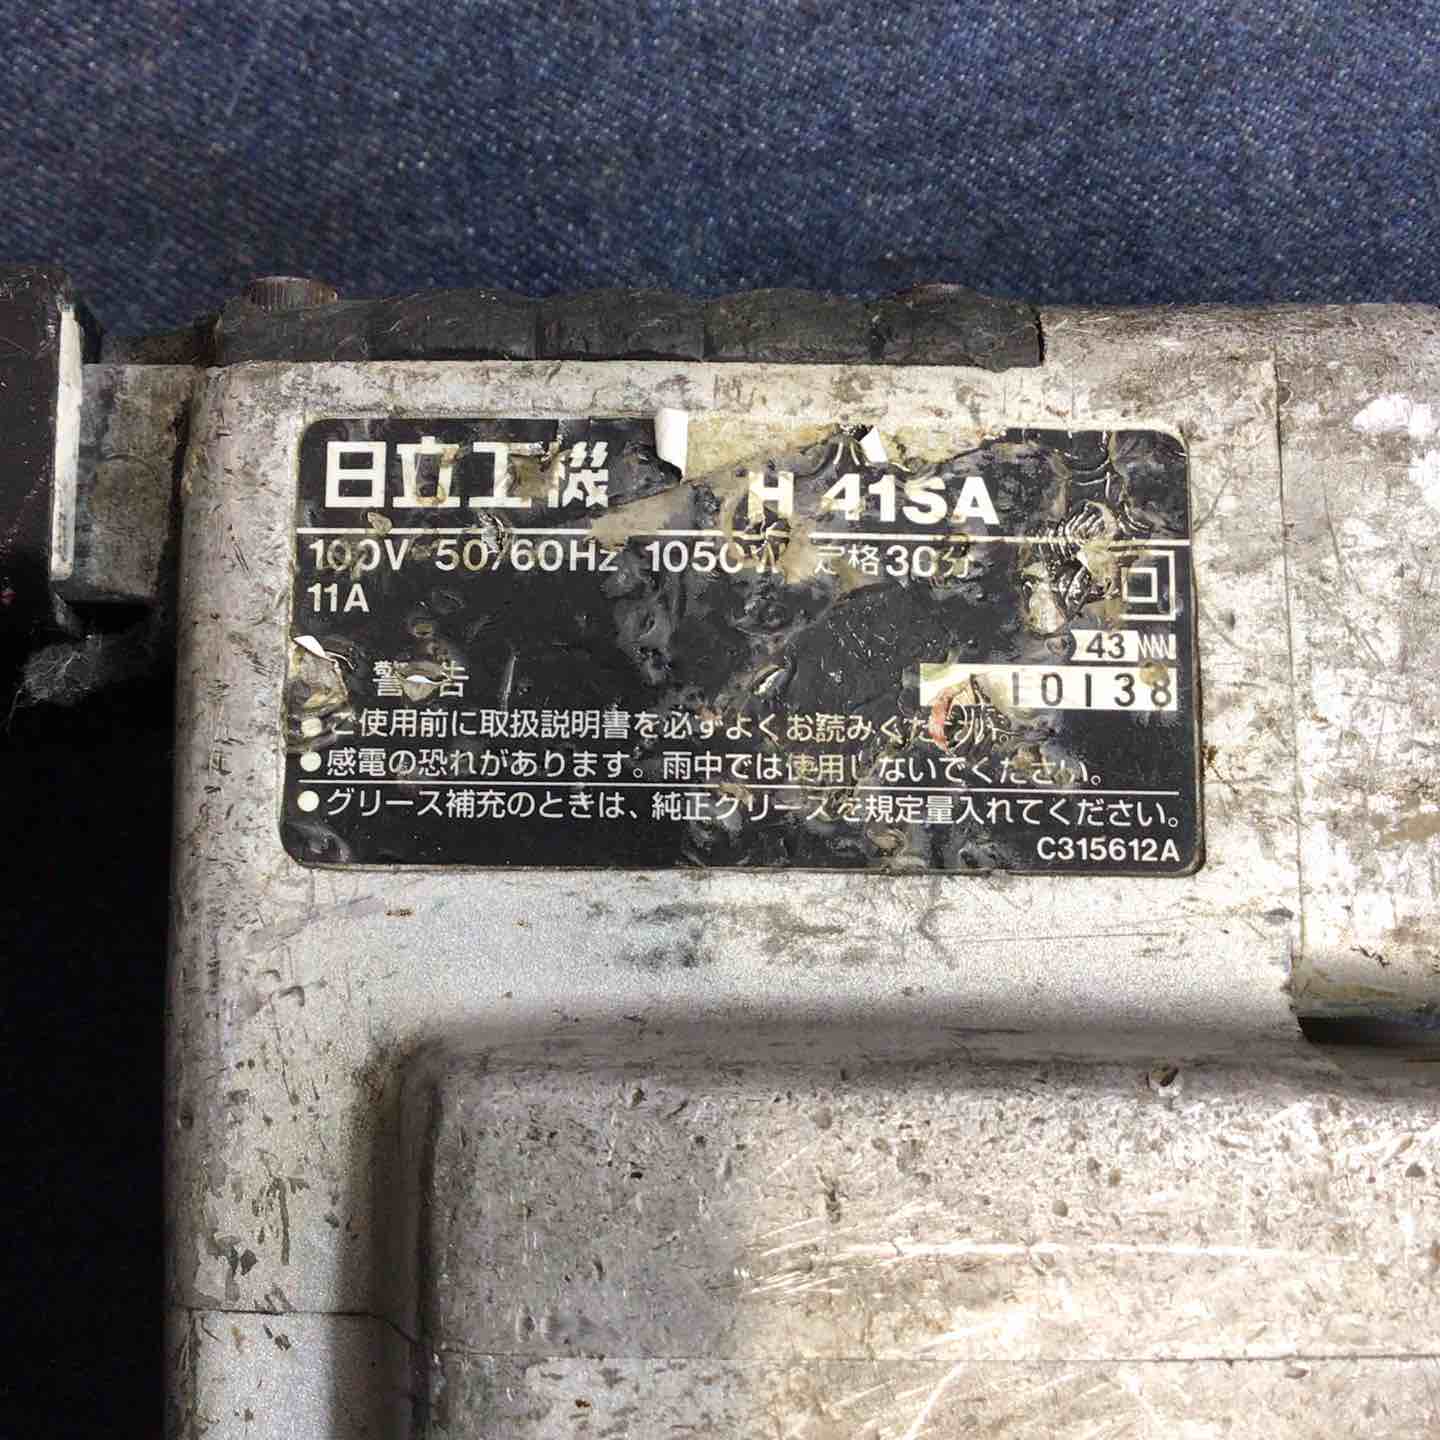 日立工機
H 41SA
100V 50/60Hz 1050W 定格30分
11A
43
10138
警告
●ご使用前に取扱説明書を必ずよくお読みください。
●感電の恐れがあります。雨中では使用しないでください。
●グリース補充のときは、純正グリースを規定量入れてください。
C315612A